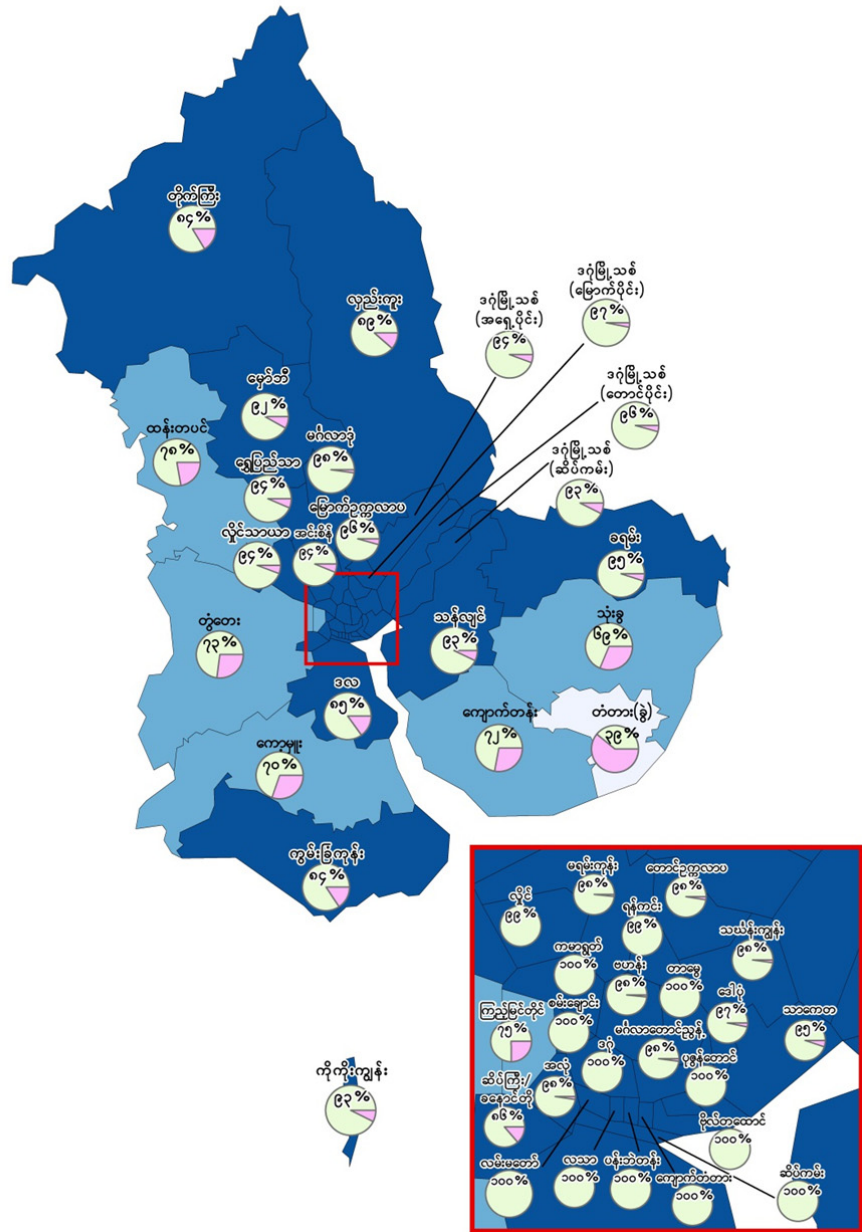 တိုက်ကြီး
၈၄%
လှည်းကူး
၈၉%
ဒဂုံမြို့သစ်
(မြောက်ပိုင်း)
၉၇%
ဒဂုံမြို့သစ်
(အရှေ့ပိုင်း)
၉၄%
ဒဂုံမြို့သစ်
(တောင်ပိုင်း)
၉၆%
ဒဂုံမြို့သစ်
(ဆိပ်ကမ်း)
၉၃%
မှော်ဘီ
၉၂%
ထန်းတပင်
၇၈%
မင်္ဂလာဒုံ
၉၈%
ရွှေပြည်သာ
၉၄%
မြောက်ဥက္ကလာပ
၉၆%
လှိုင်သာယာ
၉၄%
အင်းစိန်
၉၄%
ခရမ်း
၉၅%
တွံတေး
၇၃%
သန်လျင်
၉၃%
သုံးခွ
၆၉%
ဒလ
၈၅%
ကျောက်တန်း
၇၂%
တံတား(ခွဲ)
၃၉%
ကော့မှူး
၇၀%
ကွမ်းခြံကုန်း
၈၄%
ကိုကိုးကျွန်း
၉၃%
မရမ်းကုန်း
၉၈%
တောင်ဥက္ကလာပ
၉၈%
လှိုင်
၉၉%
ရန်ကင်း
၉၉%
သင်္ဃန်းကျွန်း
၉၈%
ကမာရွတ်
၁၀၀%
ဗဟန်း
၉၈%
တာမွေ
၁၀၀%
ဒေါပုံ
၉၇%
သာကေတ
၉၅%
ကြည့်မြင်တိုင်
၇၅%
စမ်းချောင်း
၁၀၀%
မင်္ဂလာတောင်ညွန့်
၉၈%
ဒဂုံ
၁၀၀%
ပုဇွန်တောင်
၁၀၀%
အလုံ
၉၈%
ဆိပ်ကြီး/
ခနောင်တို
၈၆%
ဗိုလ်တထောင်
၁၀၀%
လမ်းမတော်
၁၀၀%
လသာ
၁၀၀%
ပန်းဘဲတန်း
၁၀၀%
ကျောက်တံတား
၁၀၀%
ဆိပ်ကမ်း
၁၀၀%